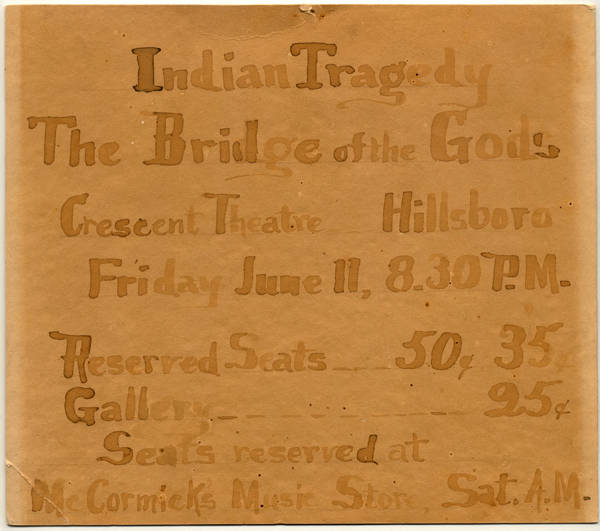 Indian Tragedy
The Bridge of the Gods
Crescent Theatre Hillsboro
Friday June 11, 8.30 P.M.
Reserved Seats ---- 50¢ 35¢
Gallery - - - - - - - 25¢
Seats reserved at
McCormick's Music Store, Sat. A.M.